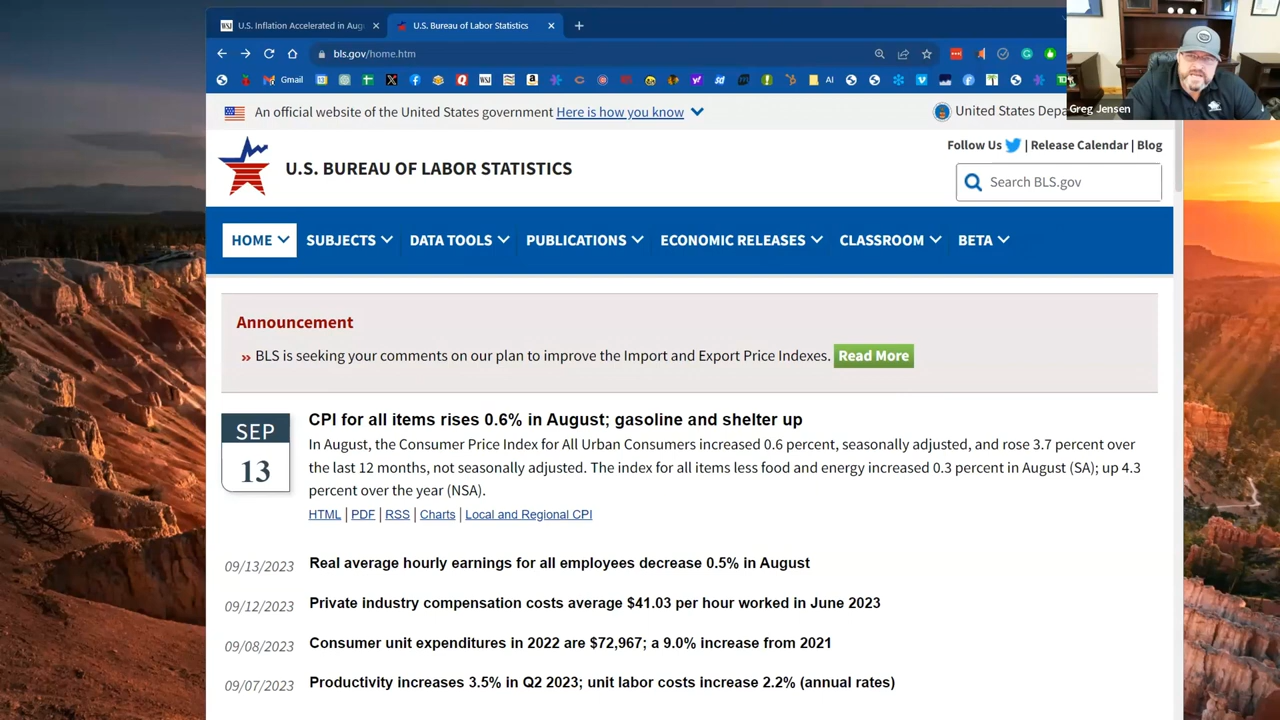 WSJ U.S. Inflation Accelerated in Aug
U.S. Bureau of Labor Statistics
bls.gov/home.htm
Gmail
AI
An official website of the United States government Here is how you know
United States Depa
Greg Jensen
U.S. BUREAU OF LABOR STATISTICS
Follow Us | Release Calendar | Blog
Search BLS.gov
HOME SUBJECTS DATA TOOLS PUBLICATIONS ECONOMIC RELEASES CLASSROOM BETA
Announcement
» BLS is seeking your comments on our plan to improve the Import and Export Price Indexes. Read More
SEP
13
CPI for all items rises 0.6% in August; gasoline and shelter up
In August, the Consumer Price Index for All Urban Consumers increased 0.6 percent, seasonally adjusted, and rose 3.7 percent over
the last 12 months, not seasonally adjusted. The index for all items less food and energy increased 0.3 percent in August (SA); up 4.3
percent over the year (NSA).
HTML | PDF | RSS | Charts | Local and Regional CPI
09/13/2023 Real average hourly earnings for all employees decrease 0.5% in August
09/12/2023 Private industry compensation costs average $41.03 per hour worked in June 2023
09/08/2023 Consumer unit expenditures in 2022 are $72,967; a 9.0% increase from 2021
09/07/2023 Productivity increases 3.5% in Q2 2023; unit labor costs increase 2.2% (annual rates)